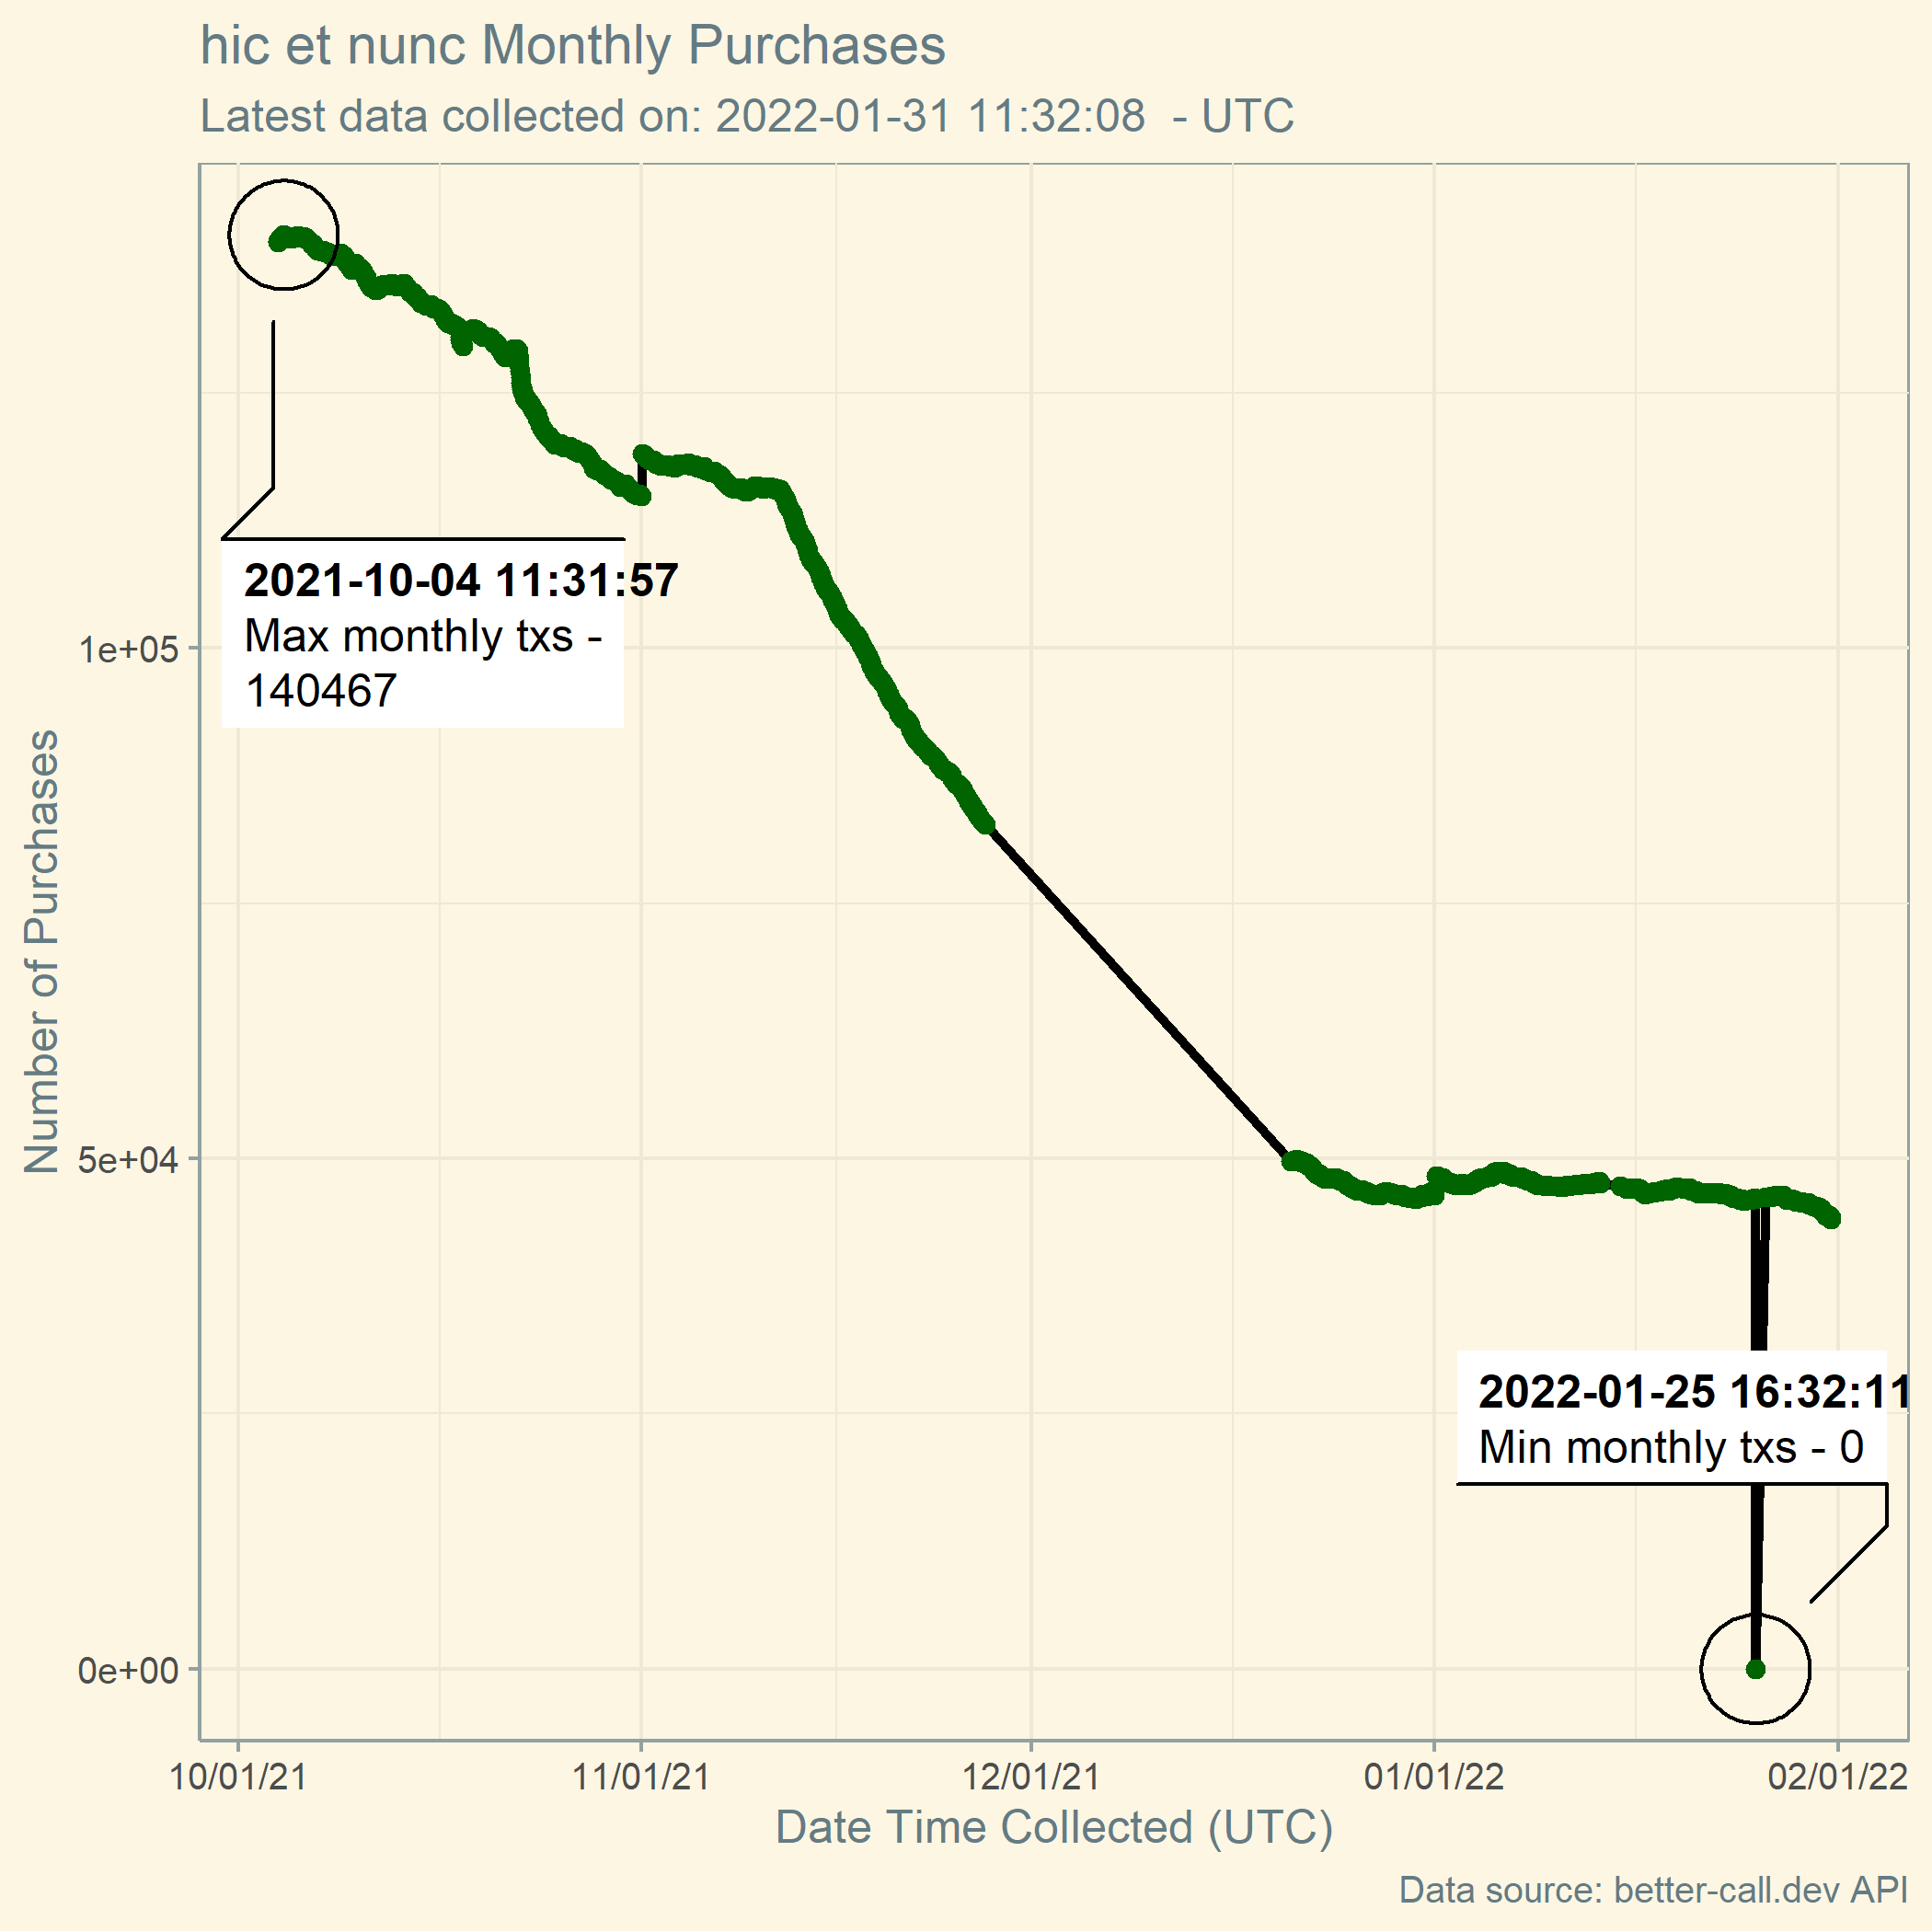 hic et nunc Monthly Purchases
Latest data collected on: 2022-01-31 11:32:08  - UTC
2021-10-04 11:31:57
Max monthly txs -
140467
1e+05
Number of Purchases
5e+04
2022-01-25 16:32:11
Min monthly txs - 0
0e+00
10/01/21 11/01/21 12/01/21 01/01/22 02/01/22
Date Time Collected (UTC)
Data source: better-call.dev API